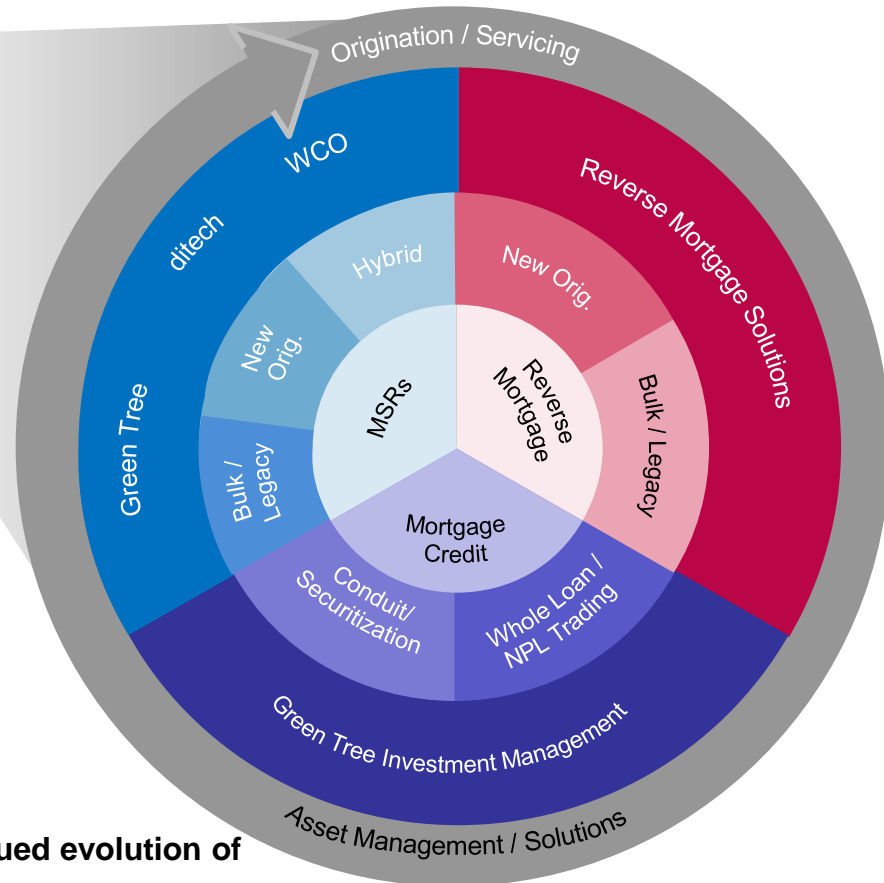 Origination / Servicing
WCO
ditech
Green Tree
Reverse Mortgage Solutions
Hybrid
New
Orig.
Bulk /
Legacy
New Orig.
Bulk / Legacy
MSRs
Reverse
Mortgage
Mortgage
Credit
Conduit/
Securitization
Whole Loan /
NPL Trading
Green Tree Investment Management
Asset Management / Solutions
ued evolution of